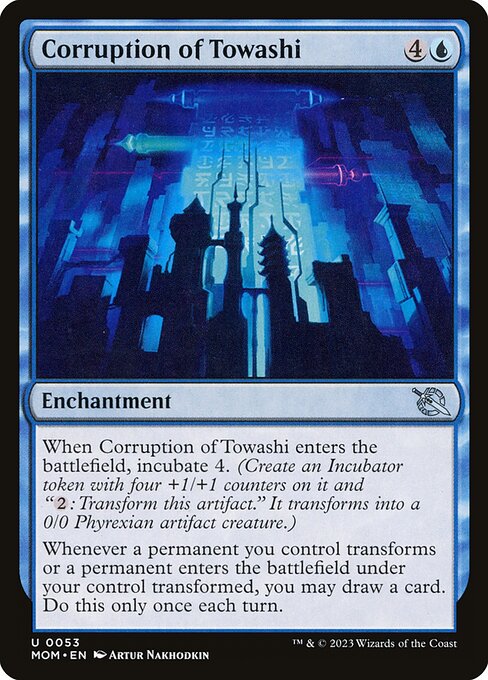 Corruption of Towashi 4
Enchantment
When Corruption of Towashi enters the
battlefield, incubate 4. (Create an Incubator
token with four +1/+1 counters on it and
“2: Transform this artifact.” It transforms into a
0/0 Phyrexian artifact creature.)
Whenever a permanent you control transforms
or a permanent enters the battlefield under
your control transformed, you may draw a card.
Do this only once each turn.
U 0053
MOM • EN Artur Nakhodkin
™ & © 2023 Wizards of the Coast